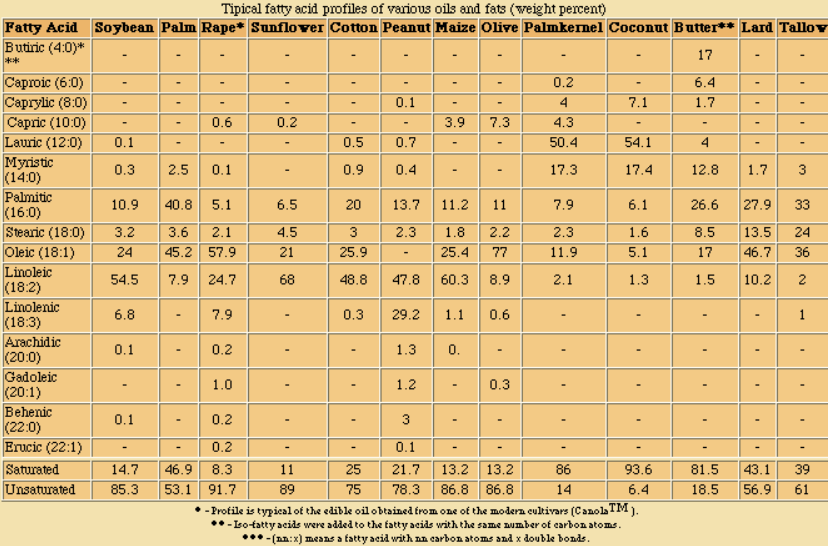 Tipical fatty acid profiles of various oils and fats (weight percent)
Fatty Acid Soybean Palm Rape* Sunflower Cotton Peanut Maize Olive Palmkernel Coconut Butter** Lard Tallow
Butiric (4:0)*
** - - - - - - - - - - 17 - -
Caproic (6:0) - - - - - - - - 0.2 - 6.4 - -
Caprylic (8:0) - - - - - 0.1 - - 4 7.1 1.7 - -
Capric (10:0) - - 0.6 0.2 - - 3.9 7.3 4.3 - - - -
Lauric (12:0) 0.1 - - - 0.5 0.7 - - 50.4 54.1 4 - -
Myristic
(14:0) 0.3 2.5 0.1 - 0.9 0.4 - - 17.3 17.4 12.8 1.7 3
Palmitic
(16:0) 10.9 40.8 5.1 6.5 20 13.7 11.2 11 7.9 6.1 26.6 27.9 33
Stearic (18:0) 3.2 3.6 2.1 4.5 3 2.3 1.8 2.2 2.3 1.6 8.5 13.5 24
Oleic (18:1) 24 45.2 57.9 21 25.9 - 25.4 77 11.9 5.1 17 46.7 36
Linoleic
(18:2) 54.5 7.9 24.7 68 48.8 47.8 60.3 8.9 2.1 1.3 1.5 10.2 2
Linolenic
(18:3) 6.8 - 7.9 - 0.3 29.2 1.1 0.6 - - - - 1
Arachidic
(20:0) 0.1 - 0.2 - - 1.3 0. - - - - - -
Gadoleic
(20:1) - - 1.0 - - 1.2 - 0.3 - - - - -
Behenic
(22:0) 0.1 - 0.2 - - 3 - - - - - - -
Erucic (22:1) - - 0.2 - - 0.1 - - - - - - -
Saturated 14.7 46.9 8.3 11 25 21.7 13.2 13.2 86 93.6 81.5 43.1 39
Unsaturated 85.3 53.1 91.7 89 75 78.3 86.8 86.8 14 6.4 18.5 56.9 61
* - Profile is typical of the edible oil obtained from one of the modern cultivars (Canola™ ).
** - Iso-fatty acids were added to the fatty acids with the same number of carbon atoms.
*** - (nn:x) means a fatty acid with nn carbon atoms and x double bonds.